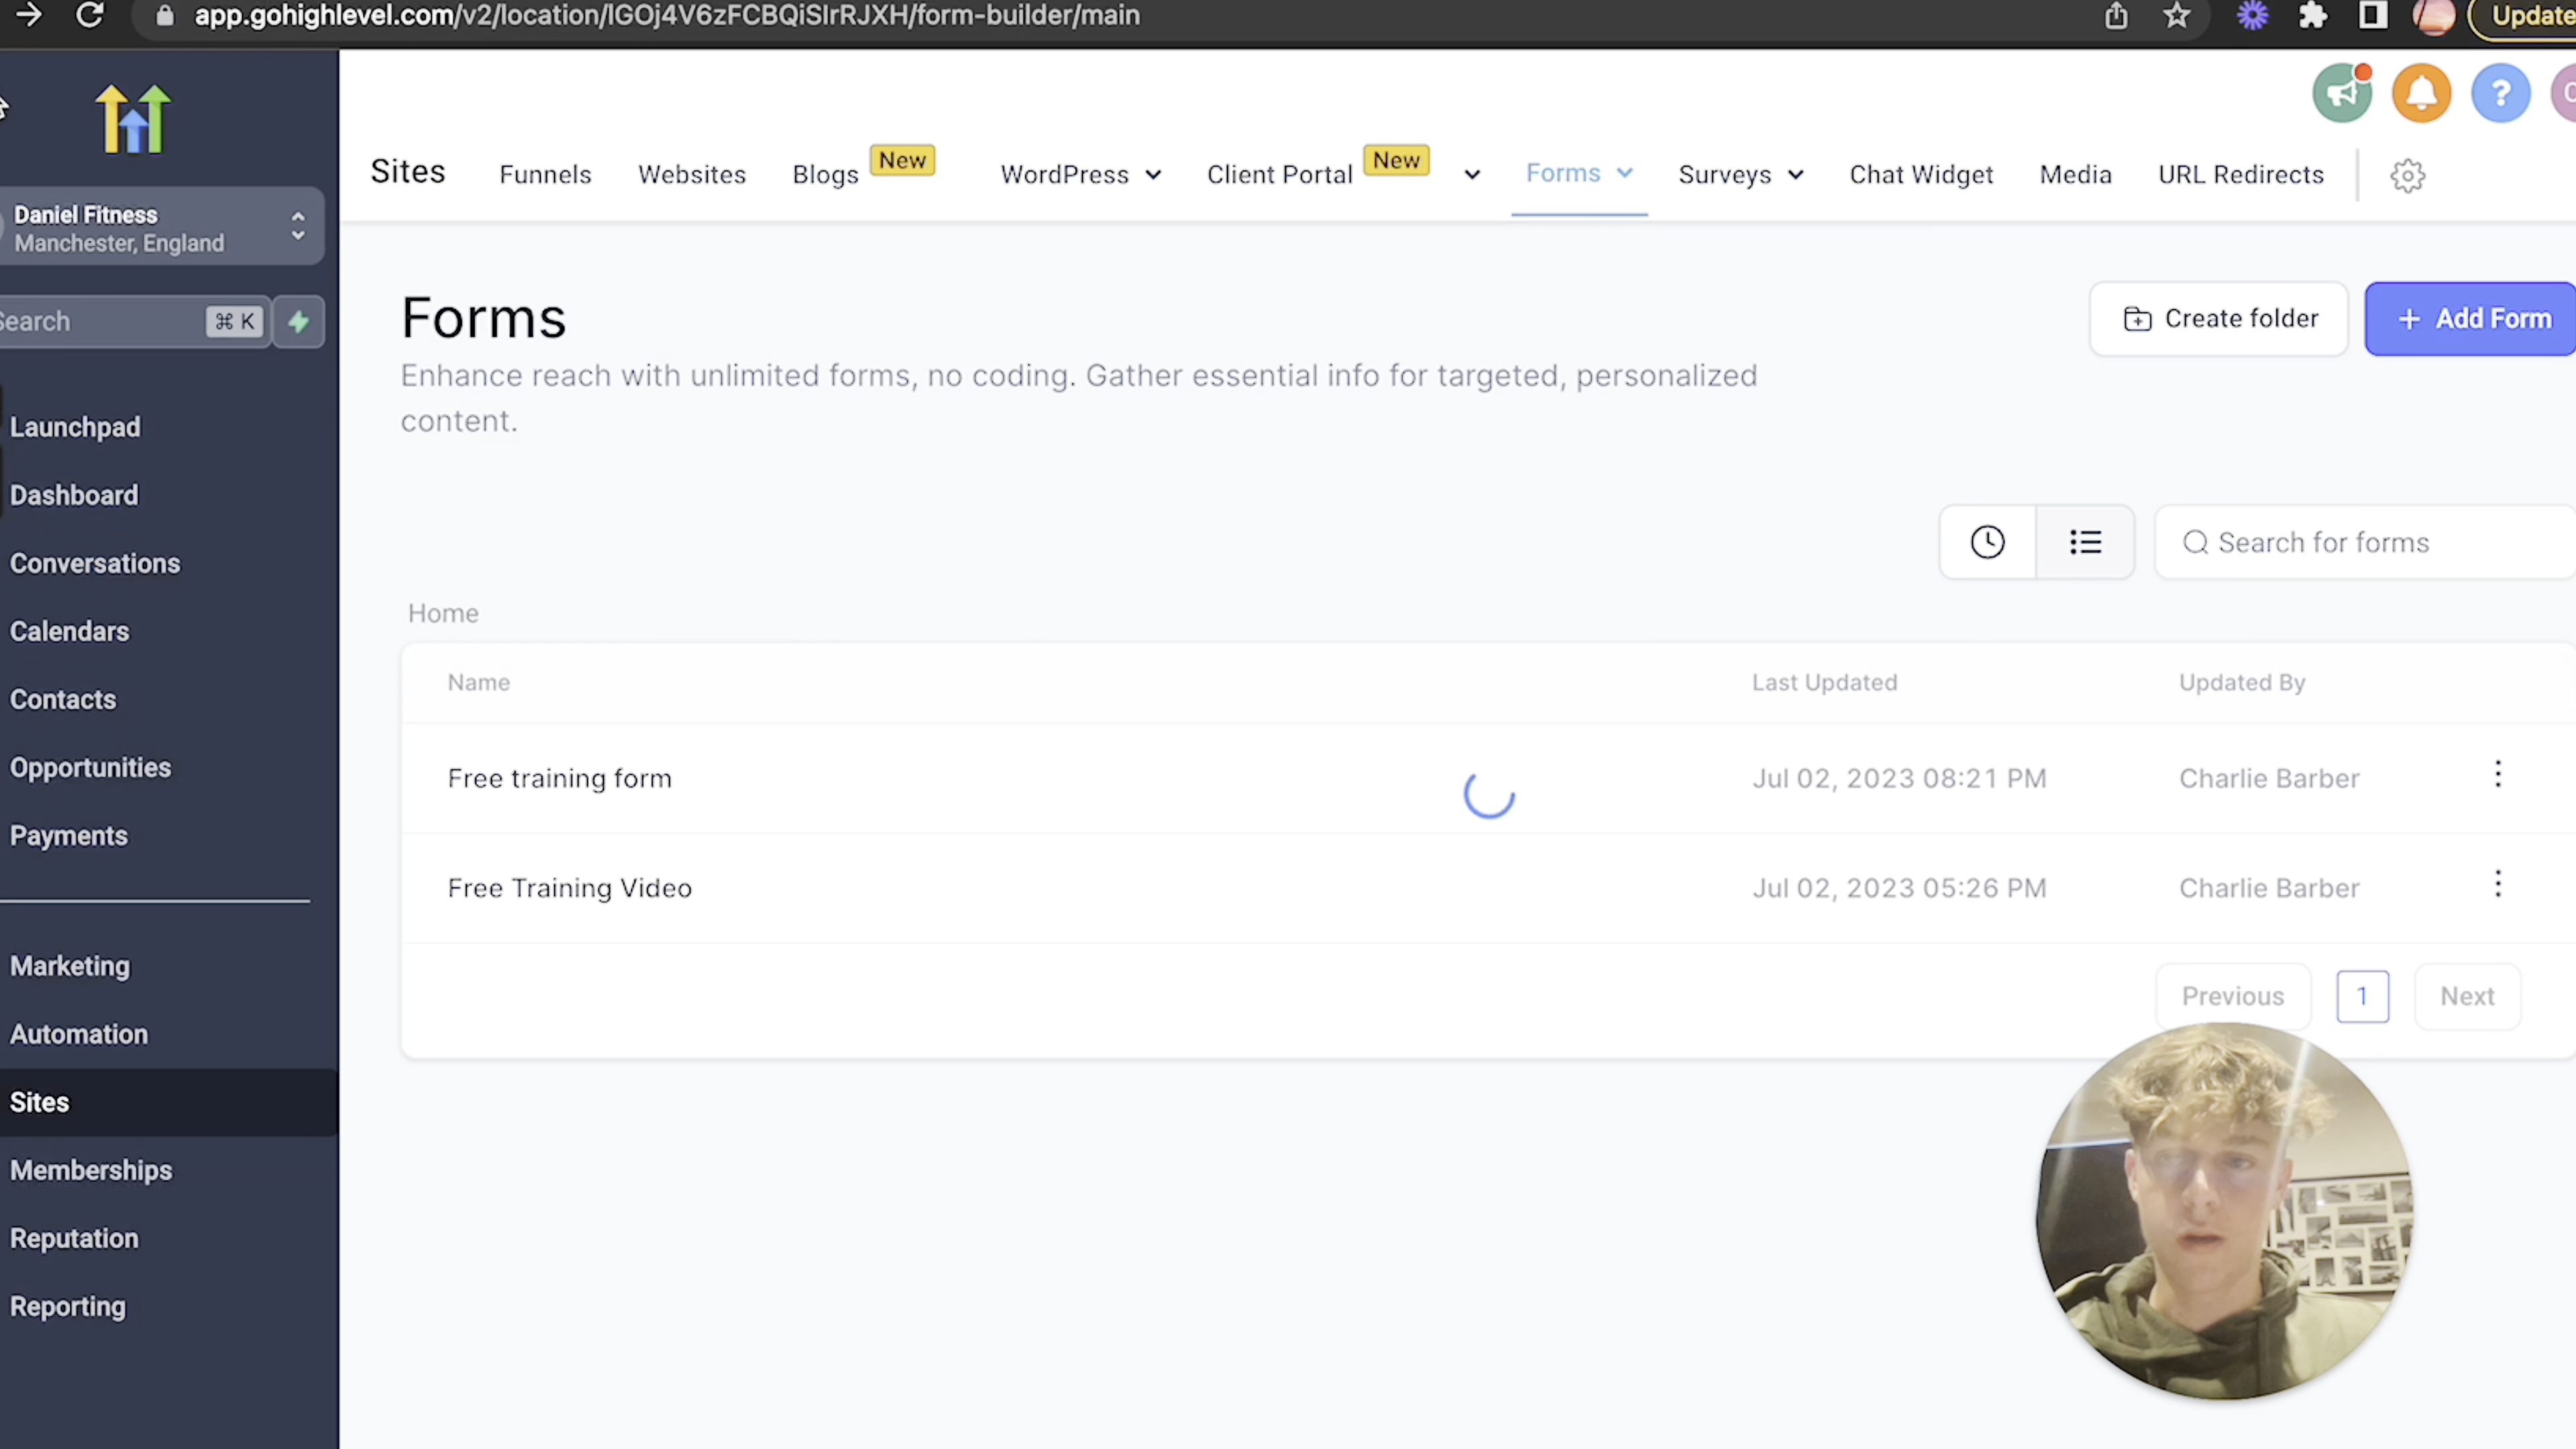 app.gohighlevel.com/v2/location/lGOj4V6zFCBQiSlrRJXH/form-builder/main
Update
Daniel Fitness
Manchester, England
Search
⌘ K
Launchpad
Dashboard
Conversations
Calendars
Contacts
Opportunities
Payments
Marketing
Automation
Sites
Memberships
Reputation
Reporting
Sites Funnels Websites Blogs New WordPress Client Portal New Forms Surveys Chat Widget Media URL Redirects
Forms
Enhance reach with unlimited forms, no coding. Gather essential info for targeted, personalized
content.
Create folder
+ Add Form
Search for forms
Home
Name Last Updated Updated By
Free training form Jul 02, 2023 08:21 PM Charlie Barber
Free Training Video Jul 02, 2023 05:26 PM Charlie Barber
Previous 1 Next